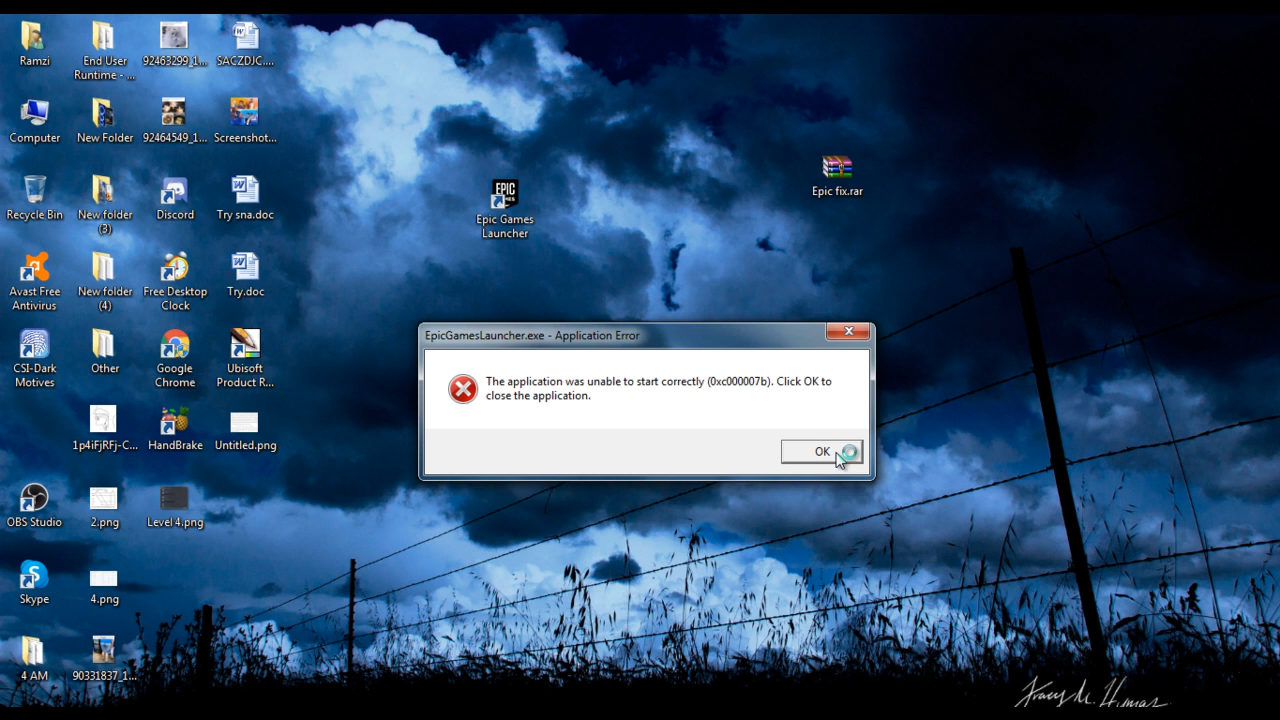 Ramzi
End User
Runtime - ...
92463299_1...
SACZDJC....
Computer
New Folder
92464549_1...
Screenshot...
Recycle Bin
New folder
(3)
Discord
Try sna.doc
EPIC
Epic Games
Launcher
Epic fix.rar
Avast Free
Antivirus
New folder
(4)
Free Desktop
Clock
Try.doc
CSI-Dark
Motives
Other
Google
Chrome
Ubisoft
Product R...
EpicGamesLauncher.exe - Application Error
The application was unable to start correctly (0xc000007b). Click OK to
close the application.
OK
1p4iFjRFj-C...
HandBrake
Untitled.png
OBS Studio
2.png
Level 4.png
Skype
4.png
4 AM
90331837_1...